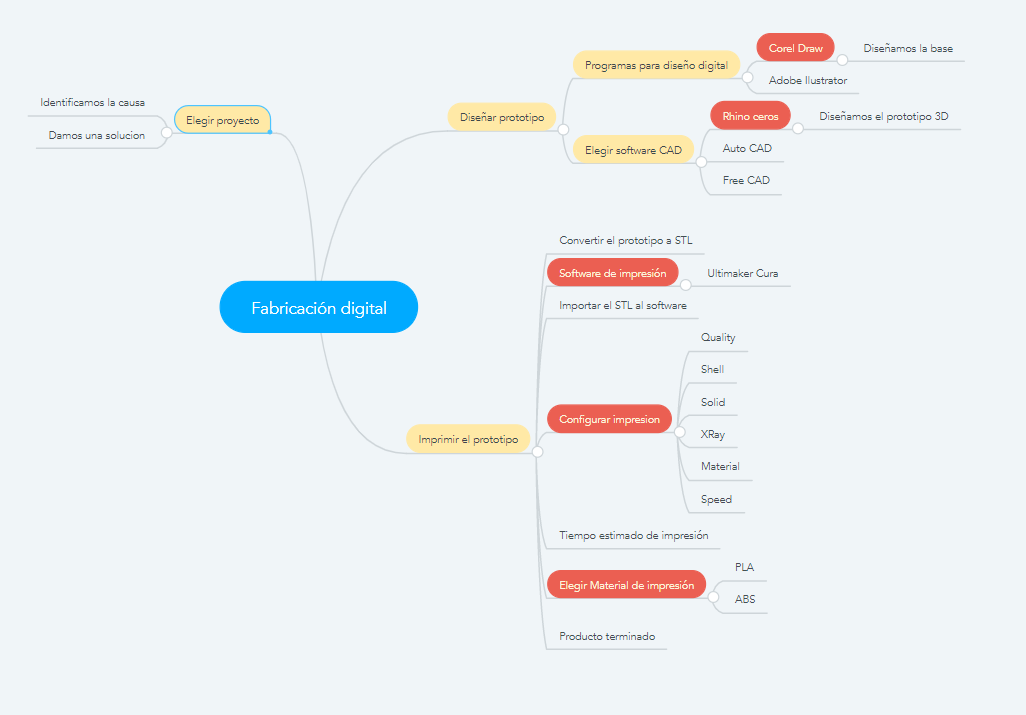 Fabricación digital
Elegir proyecto
Identificamos la causa
Damos una solucion
Diseñar prototipo
Programas para diseño digital
Corel Draw
Diseñamos la base
Adobe Ilustrator
Elegir software CAD
Rhino ceros
Diseñamos el prototipo 3D
Auto CAD
Free CAD
Imprimir el prototipo
Convertir el prototipo a STL
Software de impresión
Ultimaker Cura
Importar el STL al software
Configurar impresion
Quality
Shell
Solid
XRay
Material
Speed
Tiempo estimado de impresión
Elegir Material de impresión
PLA
ABS
Producto terminado